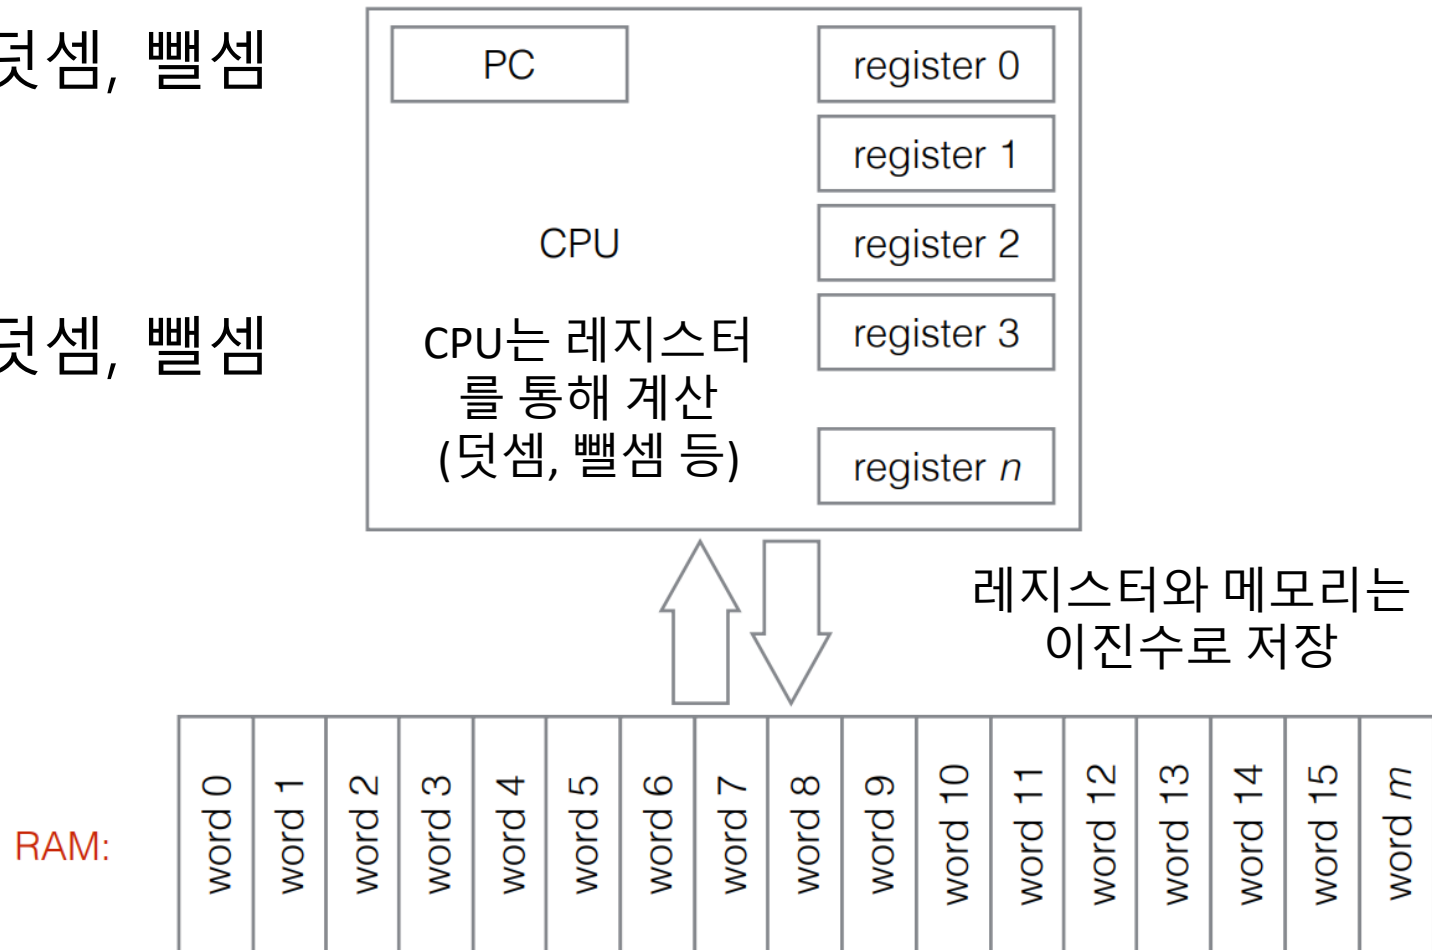 덧셈, 뺄셈
PC
register 0
register 1
CPU
register 2
덧셈, 뺄셈
CPU는 레지스터
를 통해 계산
(덧셈, 뺄셈 등)
register 3
register n
레지스터와 메모리는
이진수로 저장
RAM:
word 0
word 1
word 2
word 3
word 4
word 5
word 6
word 7
word 8
word 9
word 10
word 11
word 12
word 13
word 14
word 15
word m